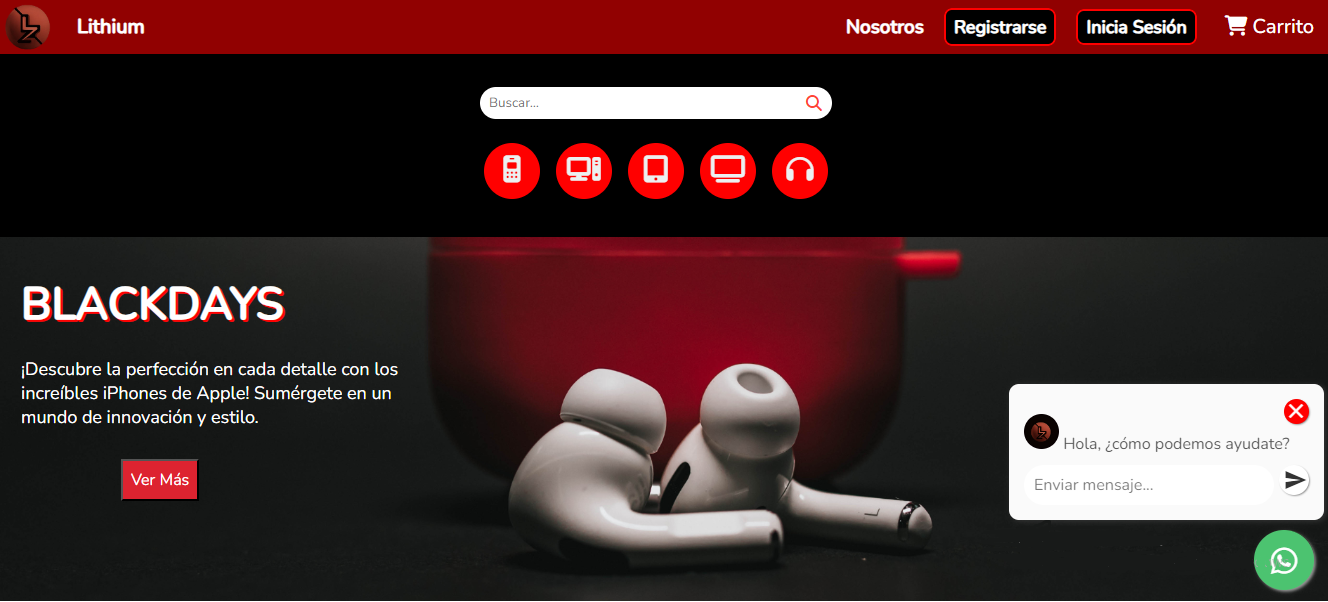 Lithium
Nosotros
Registrarse
Inicia Sesión
Carrito
Buscar...
BLACKDAYS
¡Descubre la perfección en cada detalle con los
increíbles iPhones de Apple! Sumérgete en un
mundo de innovación y estilo.
Ver Más
Hola, ¿cómo podemos ayudate?
Enviar mensaje...